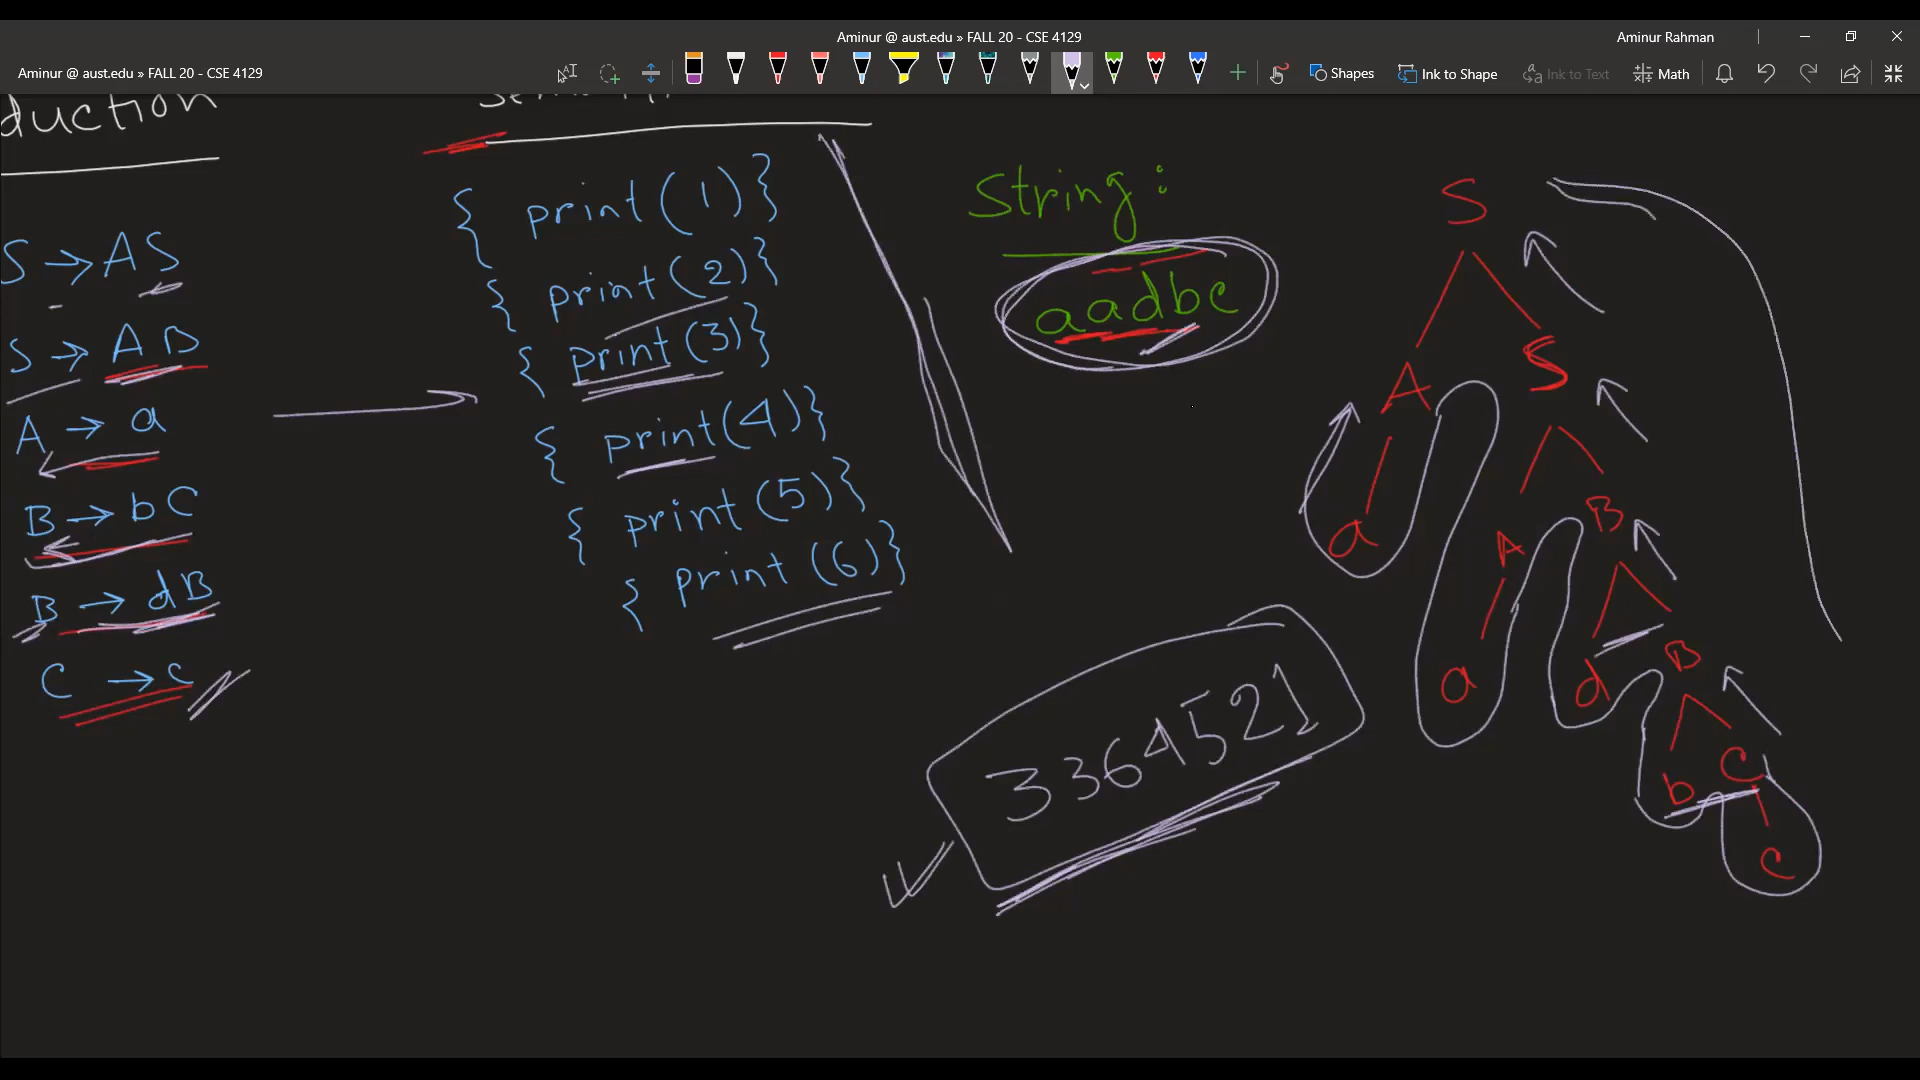 Aminur @ aust.edu » FALL 20 - CSE 4129
Aminur Rahman
Aminur @ aust.edu » FALL 20 - CSE 4129
Shapes
Ink to Shape
Ink to Text
Math
duction
S → AS { print (1) }
S → AB { print (2) }
A → a { print (3) }
B → bC { print (4) }
B → dB { print (5) }
C → c { print (6) }
String :
aadbc
3364521
S
A S
a A B
a d B
b C
c